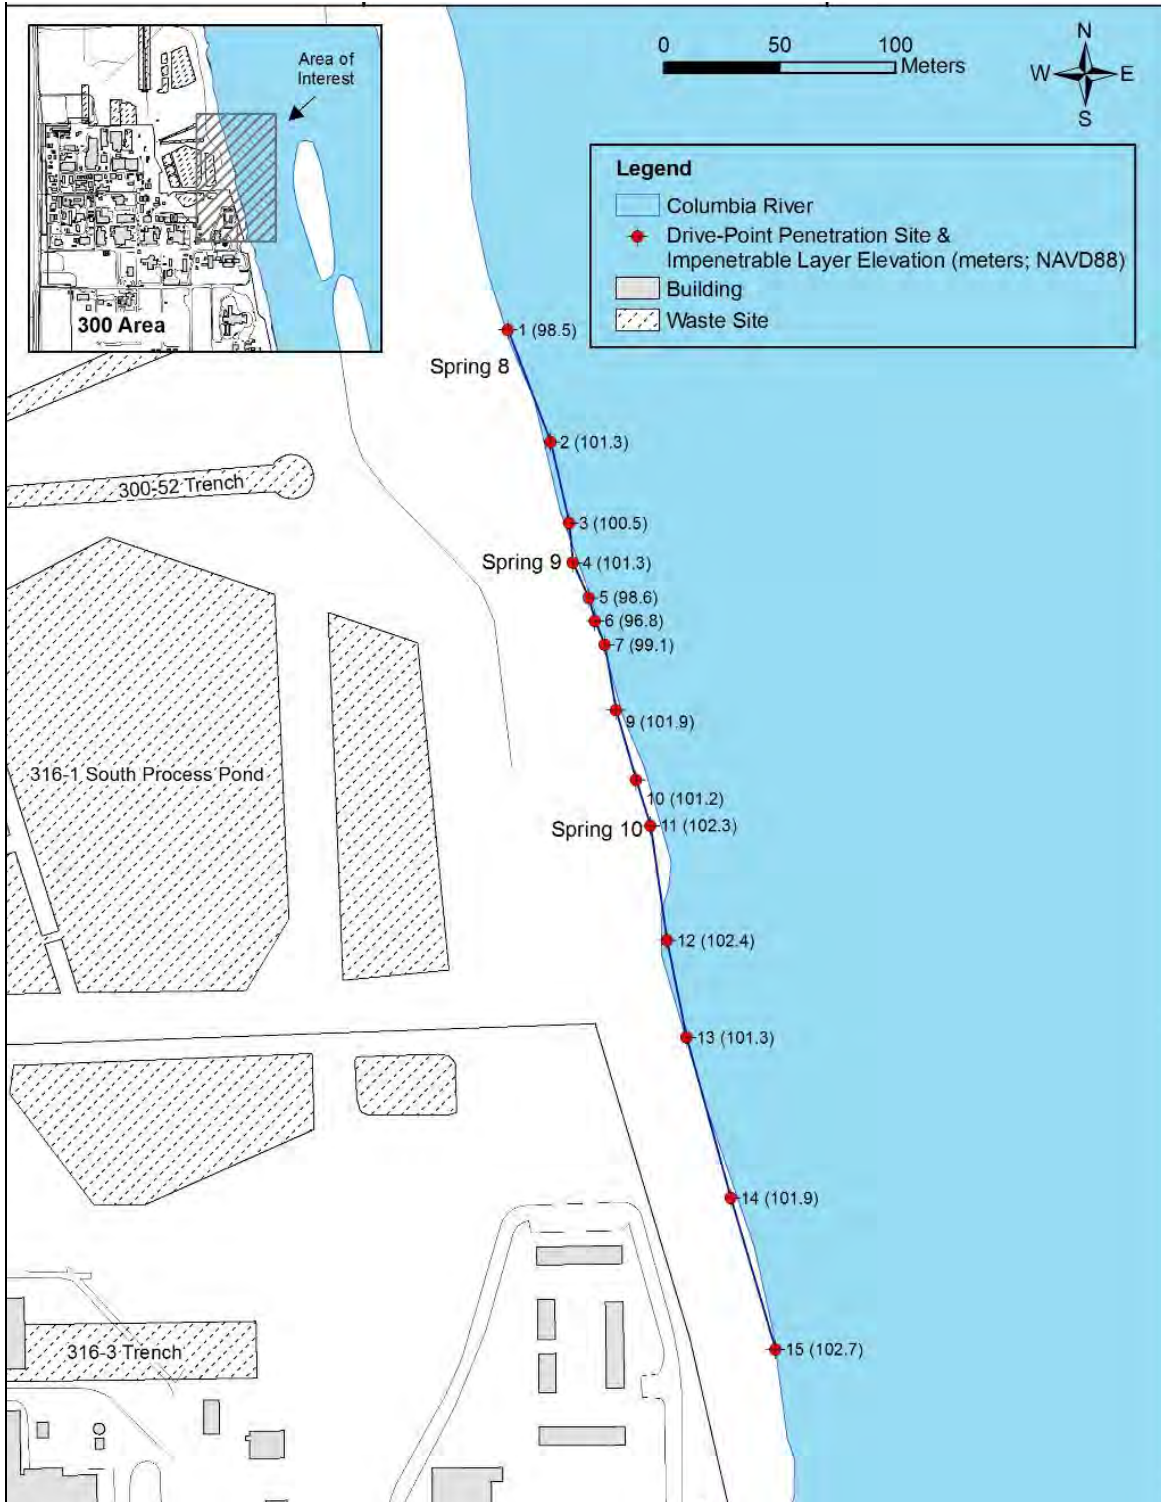 Area of
Interest
300 Area
0 50 100
Meters
N
W E
S
Legend
Columbia River
Drive-Point Penetration Site &
Impenetrable Layer Elevation (meters; NAVD88)
Building
Waste Site
1 (98.5)
Spring 8
2 (101.3)
300-52 Trench
3 (100.5)
Spring 9
4 (101.3)
5 (98.6)
6 (96.8)
7 (99.1)
9 (101.9)
316-1 South Process Pond
10 (101.2)
Spring 10
11 (102.3)
12 (102.4)
13 (101.3)
14 (101.9)
316-3 Trench
15 (102.7)